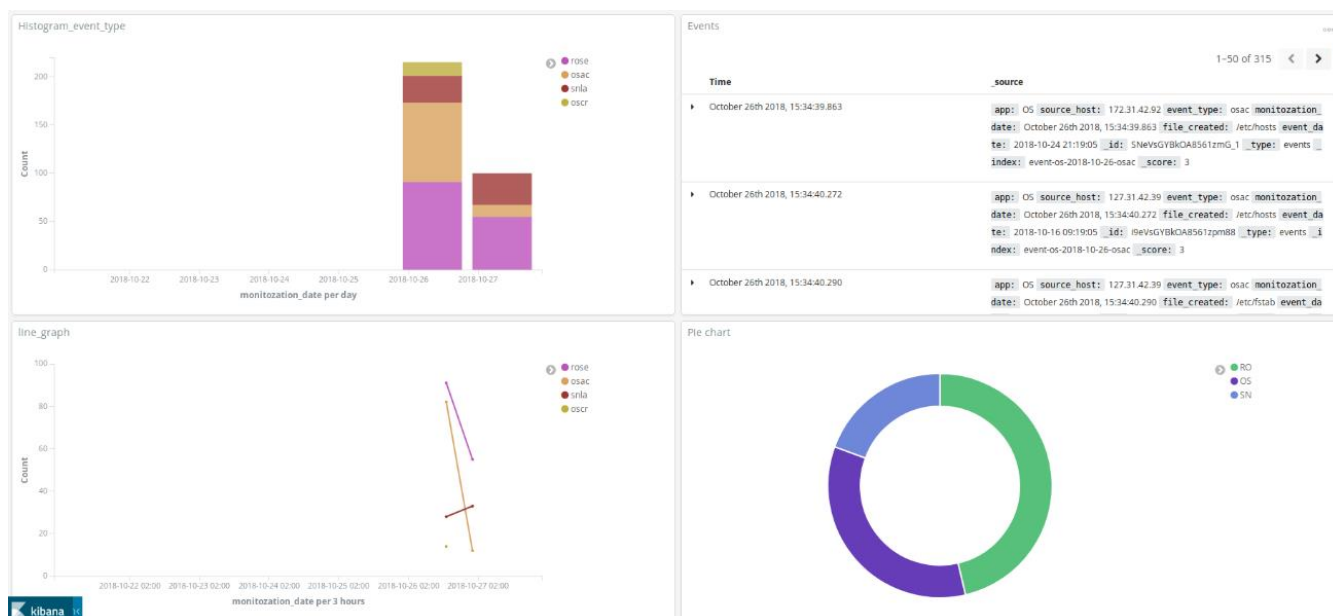 Histogram_event_type
Count
200
150
100
50
0
2018-10-22 2018-10-23 2018-10-24 2018-10-25 2018-10-26 2018-10-27
monitozation_date per day
rose
osac
snla
oscr
Events
1–50 of 315
Time _source
October 26th 2018, 15:34:39.863
app: OS source_host: 172.31.42.92 event_type: osac monitozation_
date: October 26th 2018, 15:34:39.863 file_created: /etc/hosts event_da
te: 2018-10-24 21:19:05 _id: SNeVsGYBkOA8561zmG_1 _type: events _
index: event-os-2018-10-26-osac _score: 3
October 26th 2018, 15:34:40.272
app: OS source_host: 127.31.42.39 event_type: osac monitozation_
date: October 26th 2018, 15:34:40.272 file_created: /etc/hosts event_da
te: 2018-10-16 09:19:05 _id: i9eVsGYBkOA8561zpm88 _type: events _i
ndex: event-os-2018-10-26-osac _score: 3
October 26th 2018, 15:34:40.290
app: OS source_host: 127.31.42.39 event_type: osac monitozation_
date: October 26th 2018, 15:34:40.290 file_created: /etc/fstab event_da
line_graph
Count
100
80
60
40
20
0
2018-10-22 02:00 2018-10-23 02:00 2018-10-24 02:00 2018-10-25 02:00 2018-10-26 02:00 2018-10-27 02:00
monitozation_date per 3 hours
rose
osac
snla
oscr
kibana
Pie chart
RO
OS
SN